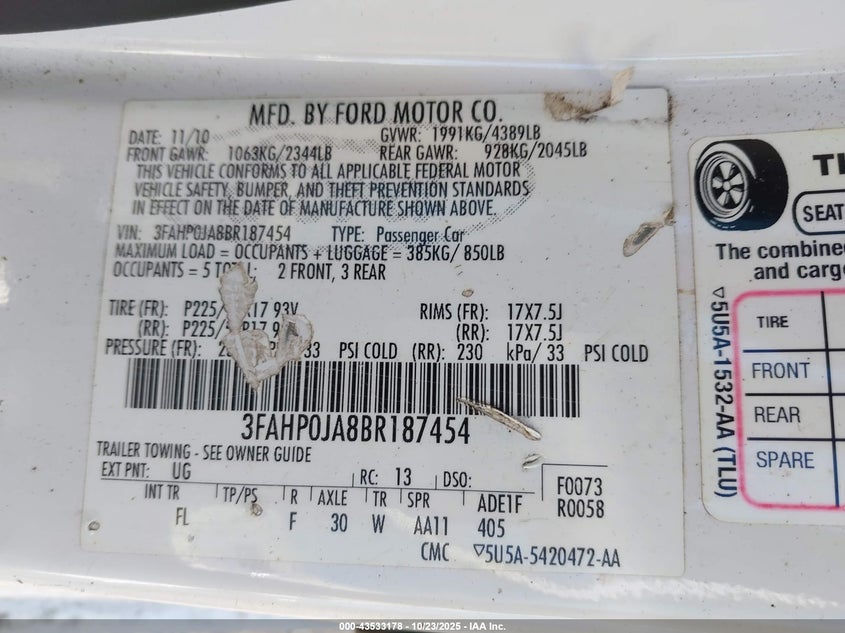 MFD. BY FORD MOTOR CO.
DATE: 11/10 GVWR: 1991KG/4389LB
FRONT GAWR: 1063KG/2344LB REAR GAWR: 928KG/2045LB
THIS VEHICLE CONFORMS TO ALL APPLICABLE FEDERAL MOTOR
VEHICLE SAFETY, BUMPER, AND THEFT PREVENTION STANDARDS
IN EFFECT ON THE DATE OF MANUFACTURE SHOWN ABOVE.
VIN: 3FAHP0JA8BR187454 TYPE: Passenger Car
MAXIMUM LOAD = OCCUPANTS + LUGGAGE = 385KG/ 850LB
OCCUPANTS = 5 2 FRONT, 3 REAR
TIRE (FR): P225/ R17 93V RIMS (FR): 17X7.5J
(RR): P225/ R17 (RR): 17X7.5J
PRESSURE (FR): 33 PSI COLD (RR): 230 kPa/ 33 PSI COLD
3FAHP0JA8BR187454
TRAILER TOWING - SEE OWNER GUIDE
EXT PNT: UG RC: 13 DSO: F0073
R0058
INT TR TP/PS R AXLE TR SPR ADE1F
FL F 30 W AA11 405
CMC ▽5U5A-5420472-AA
SEAT
The combine
and carg
TIRE
FRONT
REAR
SPARE
▽5U5A-1532-AA (TLU)
000-43533178 - 10/23/2025 - IAA Inc.